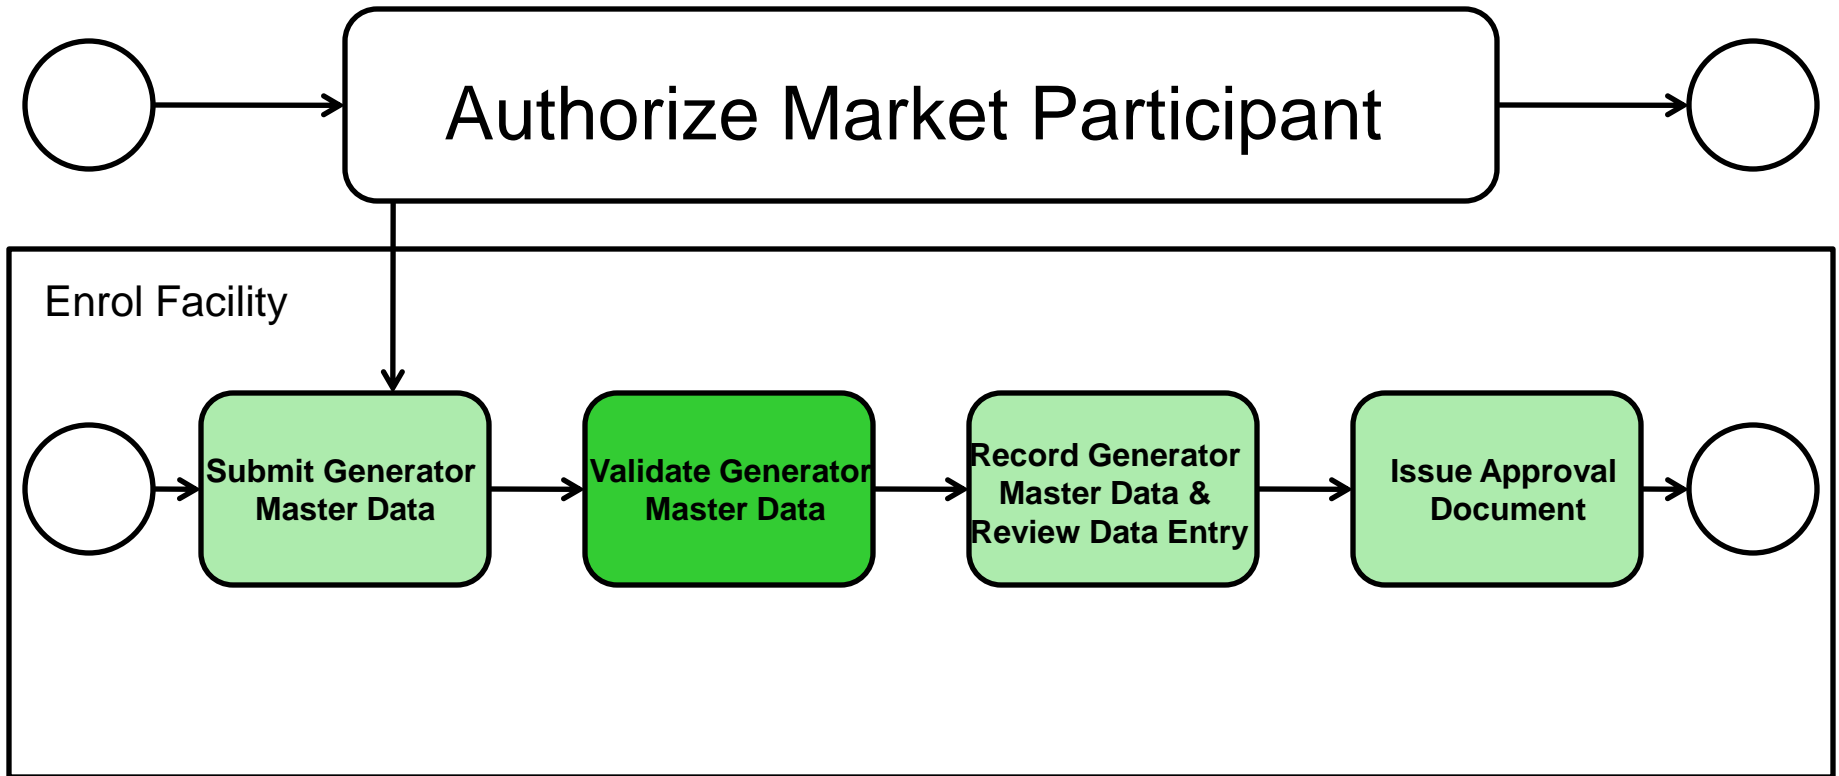 Authorize Market Participant
Enrol Facility
Submit Generator
Master Data
Validate Generator
Master Data
Record Generator
Master Data &
Review Data Entry
Issue Approval
Document